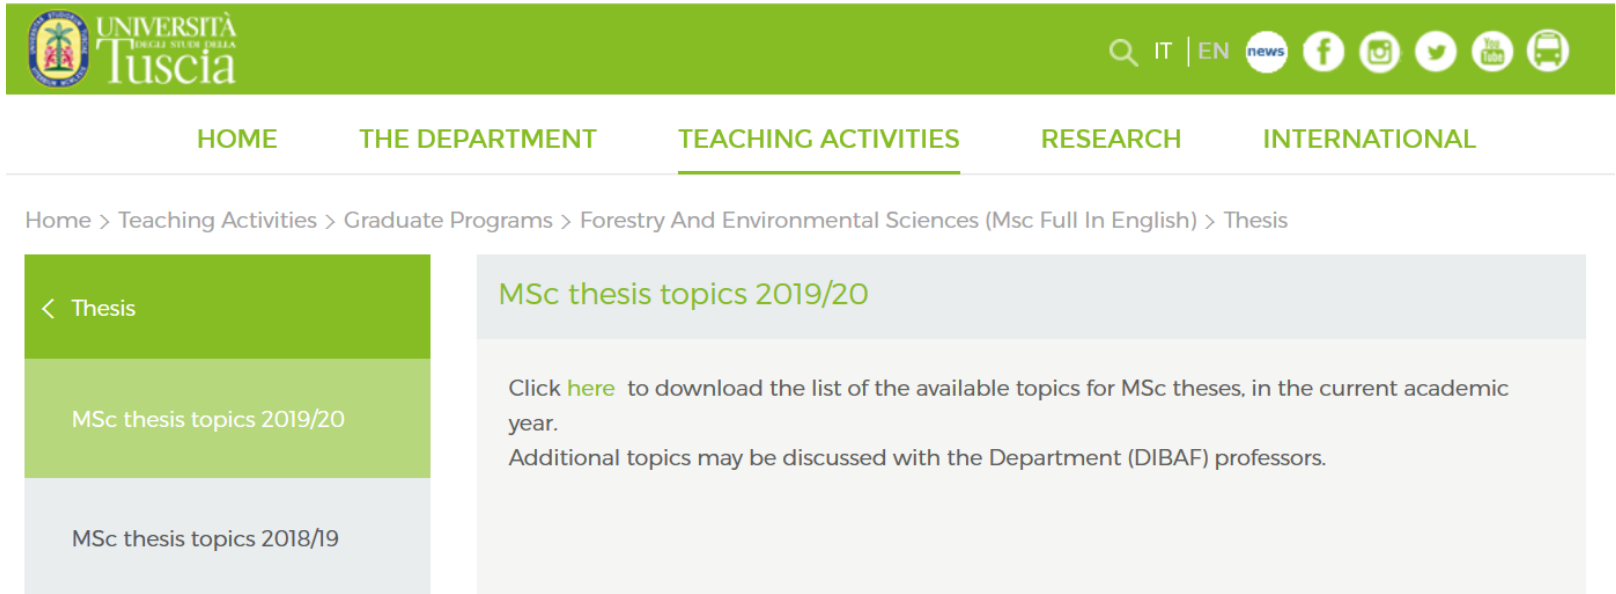 UNIVERSITÀ
DEGLI STUDI DELLA
Tuscia
IT | EN
news
You
Tube
HOME THE DEPARTMENT TEACHING ACTIVITIES RESEARCH INTERNATIONAL
Home > Teaching Activities > Graduate Programs > Forestry And Environmental Sciences (Msc Full In English) > Thesis
< Thesis
MSc thesis topics 2019/20
MSc thesis topics 2018/19
MSc thesis topics 2019/20
Click here to download the list of the available topics for MSc theses, in the current academic
year.
Additional topics may be discussed with the Department (DIBAF) professors.